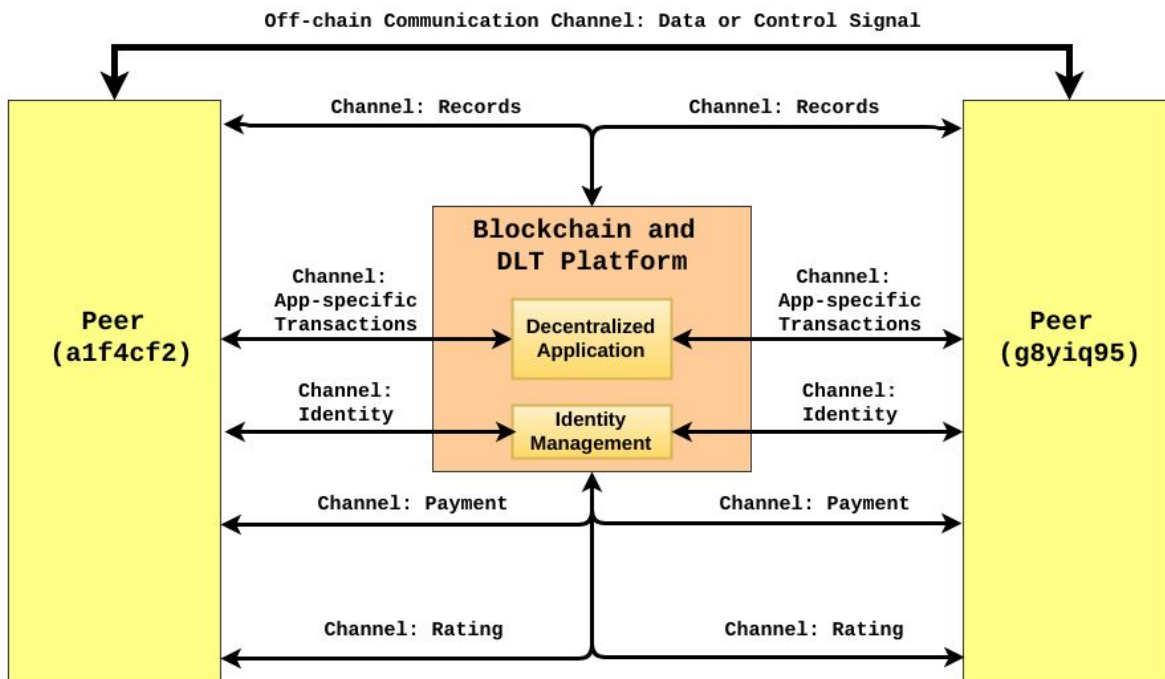 Off-chain Communication Channel: Data or Control Signal
Channel: Records
Channel: Records
Blockchain and
DLT Platform
Channel:
App-specific
Transactions
Channel:
App-specific
Transactions
Decentralized
Application
Peer
(a1f4cf2)
Peer
(g8yiq95)
Channel:
Identity
Channel:
Identity
Identity
Management
Channel: Payment
Channel: Payment
Channel: Rating
Channel: Rating